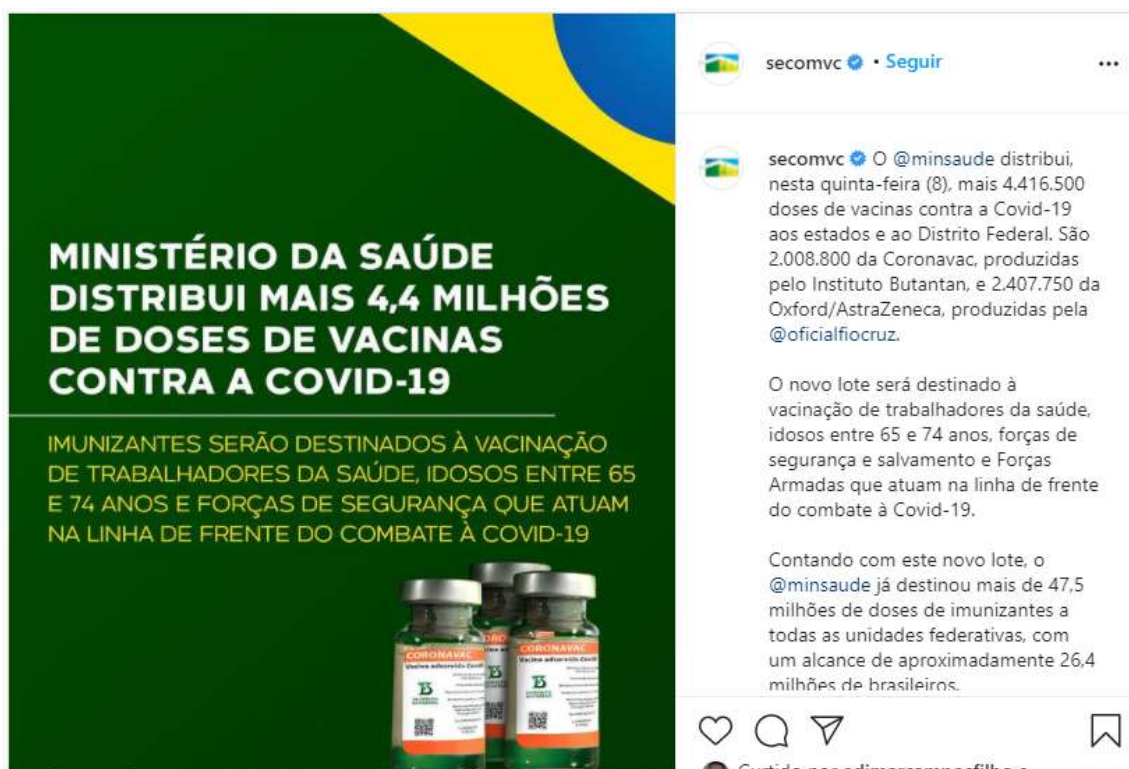 MINISTÉRIO DA SAÚDE
DISTRIBUI MAIS 4,4 MILHÕES
DE DOSES DE VACINAS
CONTRA A COVID-19
IMUNIZANTES SERÃO DESTINADOS À VACINAÇÃO
DE TRABALHADORES DA SAÚDE, IDOSOS ENTRE 65
E 74 ANOS E FORÇAS DE SEGURANÇA QUE ATUAM
NA LINHA DE FRENTE DO COMBATE À COVID-19
CORONAVAC
CORONAVAC
secomvc • Seguir
secomvc O @minsaude distribui,
nesta quinta-feira (8), mais 4.416.500
doses de vacinas contra a Covid-19
aos estados e ao Distrito Federal. São
2.008.800 da Coronavac, produzidas
pelo Instituto Butantan, e 2.407.750 da
Oxford/AstraZeneca, produzidas pela
@oficialfiocruz.
O novo lote será destinado à
vacinação de trabalhadores da saúde,
idosos entre 65 e 74 anos, forças de
segurança e salvamento e Forças
Armadas que atuam na linha de frente
do combate à Covid-19.
Contando com este novo lote, o
@minsaude já destinou mais de 47,5
milhões de doses de imunizantes a
todas as unidades federativas, com
um alcance de aproximadamente 26,4
milhões de brasileiros.